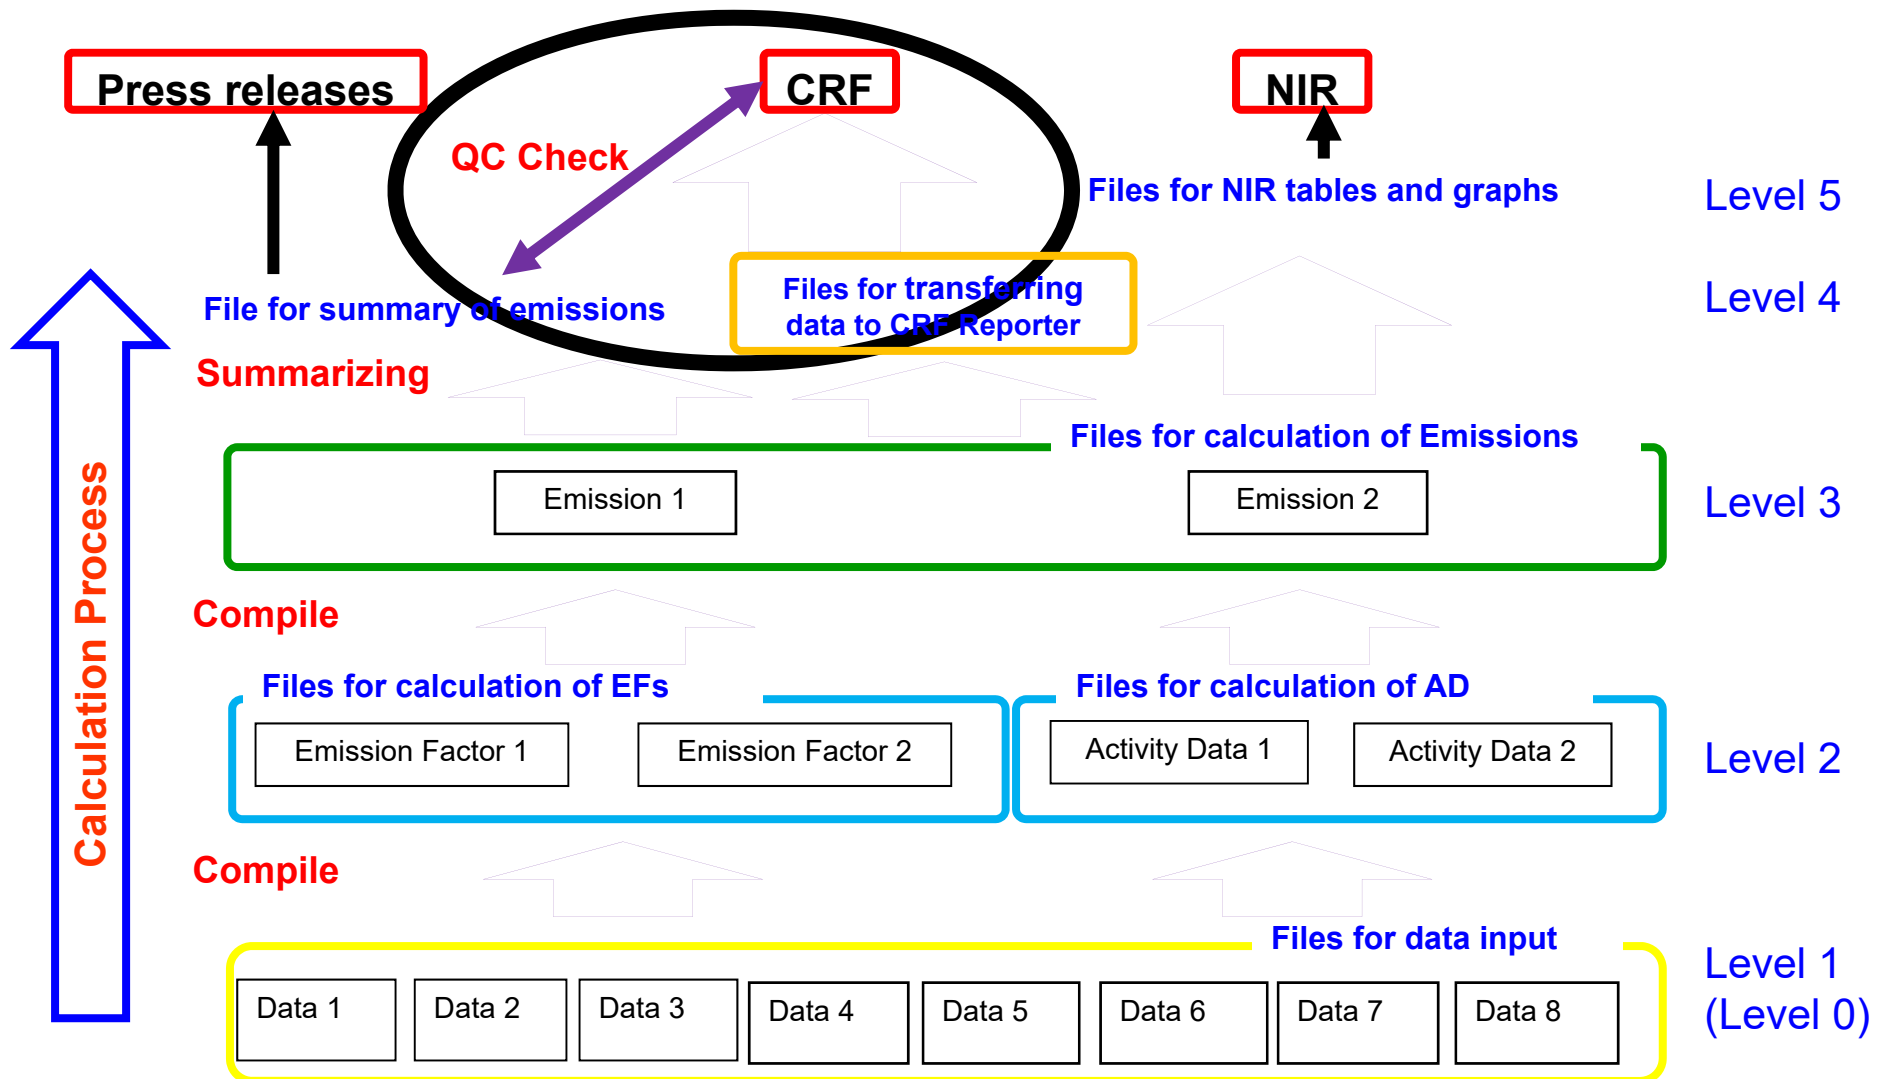 Press releases
CRF
NIR
QC Check
Files for NIR tables and graphs
Level 5
File for summary of emissions
Files for transferring
data to CRF Reporter
Level 4
Summarizing
Files for calculation of Emissions
Emission 1
Emission 2
Level 3
Calculation Process
Compile
Files for calculation of EFs
Files for calculation of AD
Emission Factor 1
Emission Factor 2
Activity Data 1
Activity Data 2
Level 2
Compile
Files for data input
Level 1
(Level 0)
Data 1
Data 2
Data 3
Data 4
Data 5
Data 6
Data 7
Data 8